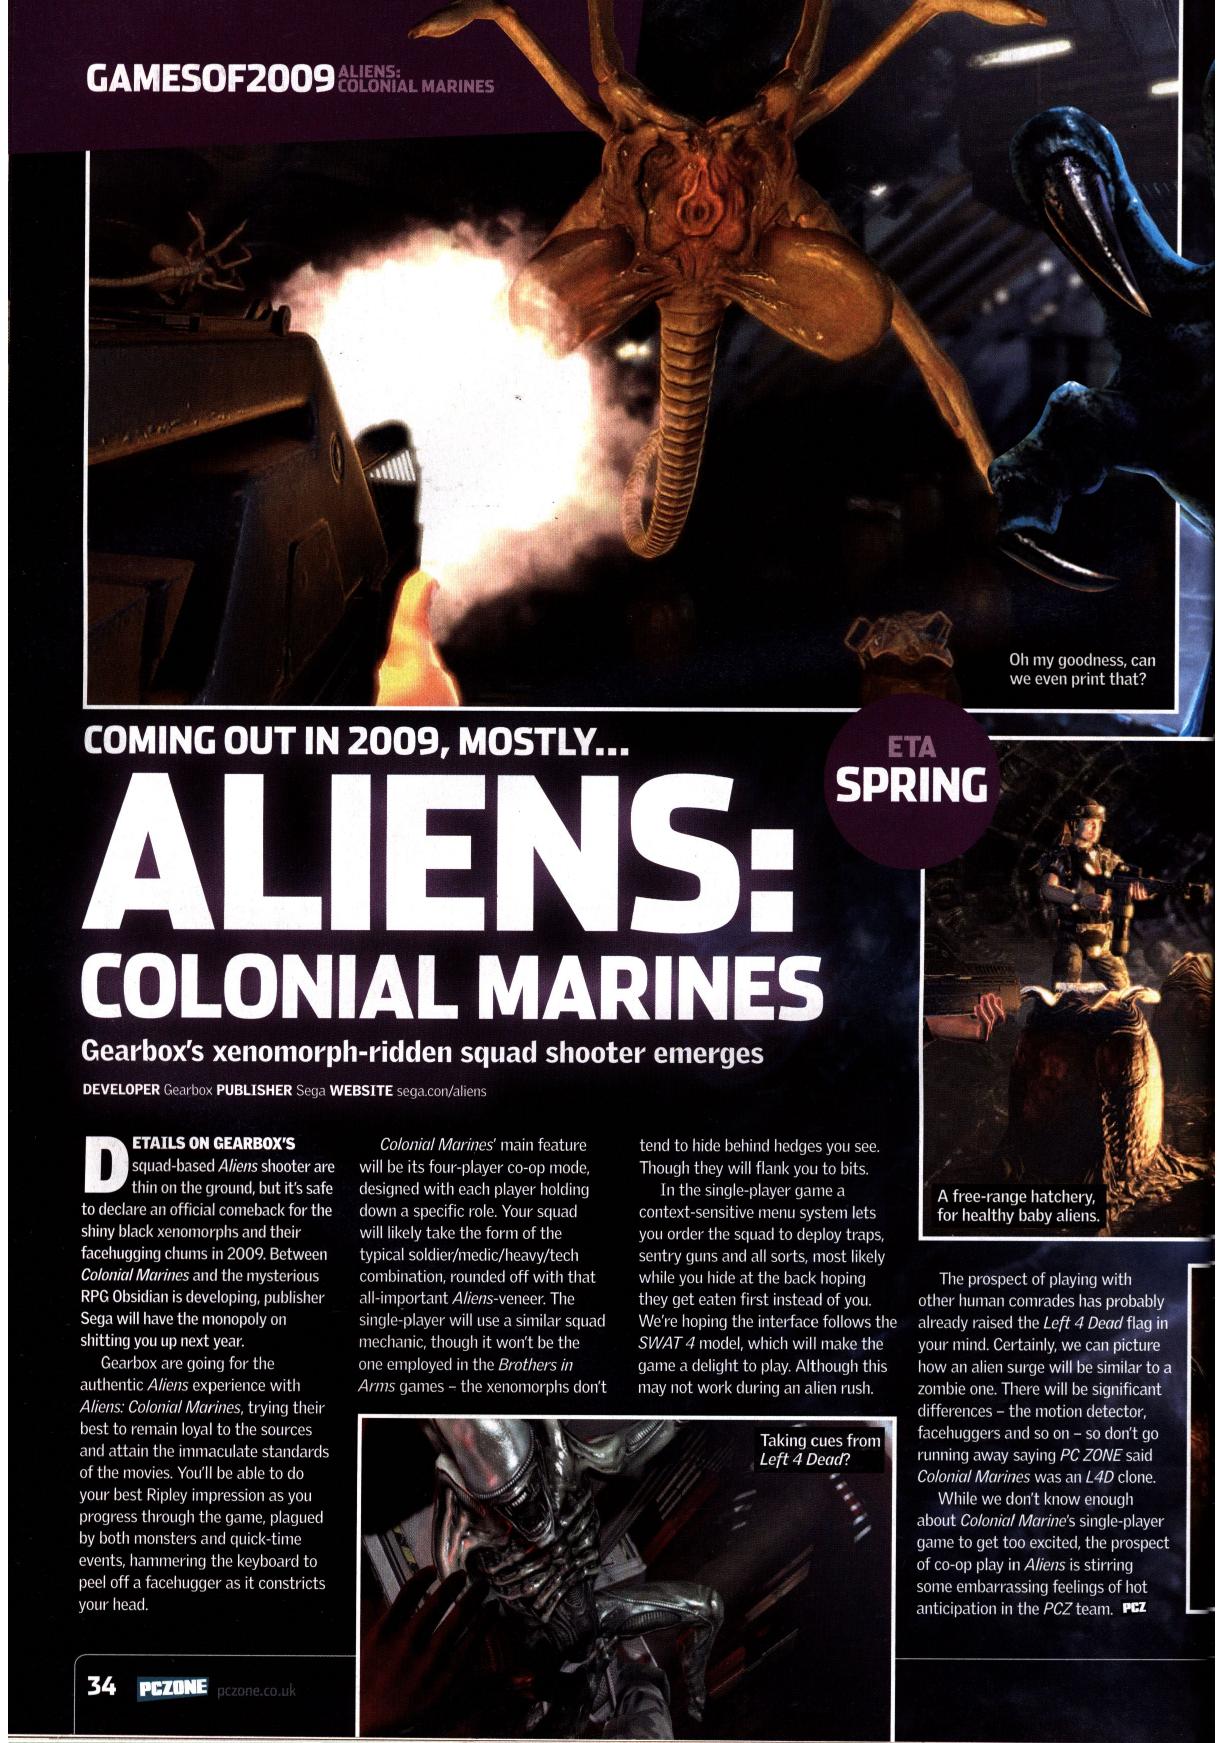 GAMESOF2009 ALIENS:
COLONIAL MARINES
Oh my goodness, can
we even print that?
COMING OUT IN 2009, MOSTLY...
ETA
SPRING
ALIENS:
COLONIAL MARINES
Gearbox's xenomorph-ridden squad shooter emerges
DEVELOPER Gearbox PUBLISHER Sega WEBSITE sega.con/aliens
DETAILS ON GEARBOX'S
squad-based Aliens shooter are
thin on the ground, but it's safe
to declare an official comeback for the
shiny black xenomorphs and their
facehugging chums in 2009. Between
Colonial Marines and the mysterious
RPG Obsidian is developing, publisher
Sega will have the monopoly on
shitting you up next year.
Gearbox are going for the
authentic Aliens experience with
Aliens: Colonial Marines, trying their
best to remain loyal to the sources
and attain the immaculate standards
of the movies. You'll be able to do
your best Ripley impression as you
progress through the game, plagued
by both monsters and quick-time
events, hammering the keyboard to
peel off a facehugger as it constricts
your head.
Colonial Marines' main feature
will be its four-player co-op mode,
designed with each player holding
down a specific role. Your squad
will likely take the form of the
typical soldier/medic/heavy/tech
combination, rounded off with that
all-important Aliens-veneer. The
single-player will use a similar squad
mechanic, though it won't be the
one employed in the Brothers in
Arms games – the xenomorphs don't
tend to hide behind hedges you see.
Though they will flank you to bits.
In the single-player game a
context-sensitive menu system lets
you order the squad to deploy traps,
sentry guns and all sorts, most likely
while you hide at the back hoping
they get eaten first instead of you.
We're hoping the interface follows the
SWAT 4 model, which will make the
game a delight to play. Although this
may not work during an alien rush.
Taking cues from
Left 4 Dead?
A free-range hatchery,
for healthy baby aliens.
The prospect of playing with
other human comrades has probably
already raised the Left 4 Dead flag in
your mind. Certainly, we can picture
how an alien surge will be similar to a
zombie one. There will be significant
differences – the motion detector,
facehuggers and so on – so don't go
running away saying PC ZONE said
Colonial Marines was an L4D clone.
While we don't know enough
about Colonial Marine's single-player
game to get too excited, the prospect
of co-op play in Aliens is stirring
some embarrassing feelings of hot
anticipation in the PCZ team. PCZ
34 PCZONE pczone.co.uk